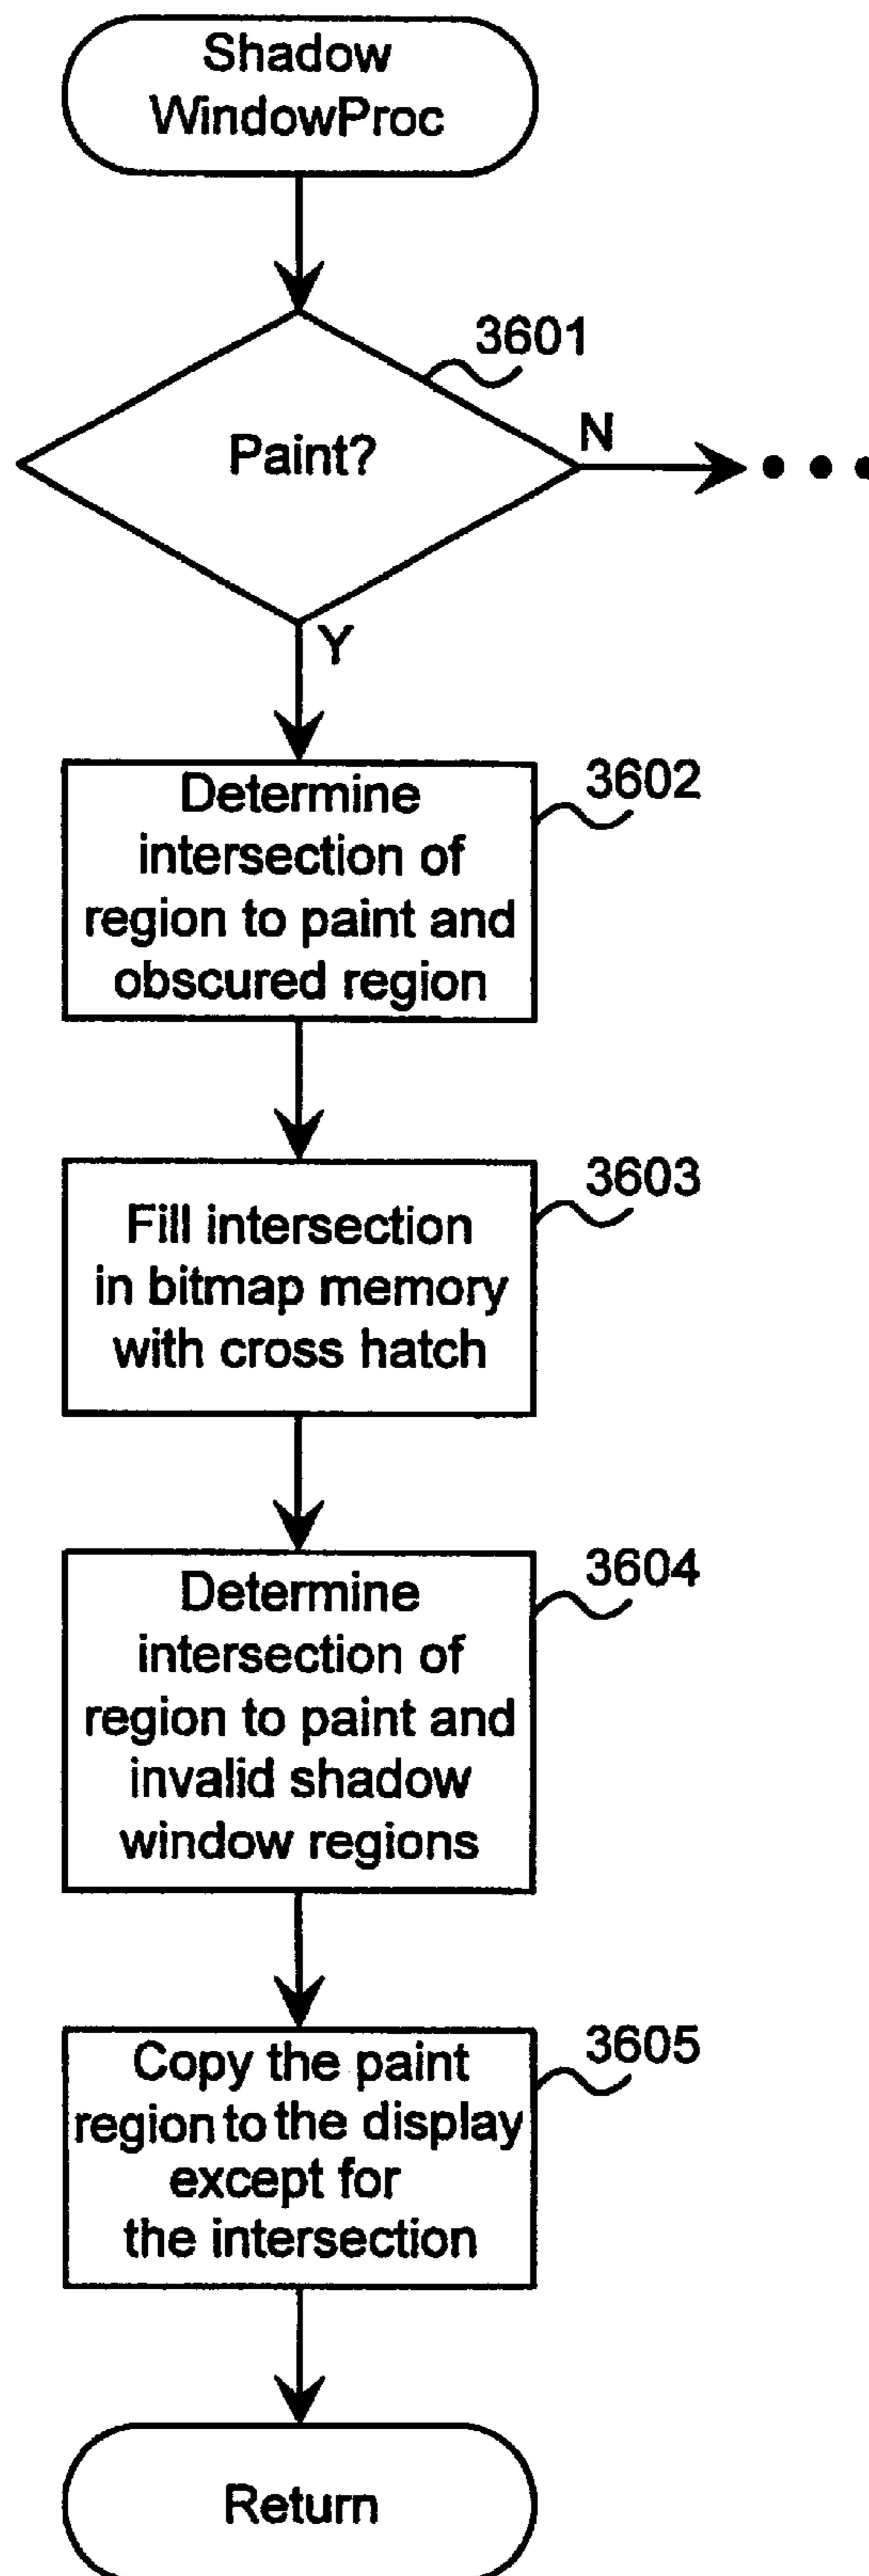 Shadow
WindowProc
3601
Paint?
N
Y
3602
Determine
intersection of
region to paint and
obscured region
3603
Fill intersection
in bitmap memory
with cross hatch
3604
Determine
intersection of
region to paint and
invalid shadow
window regions
3605
Copy the paint
region to the display
except for
the intersection
Return